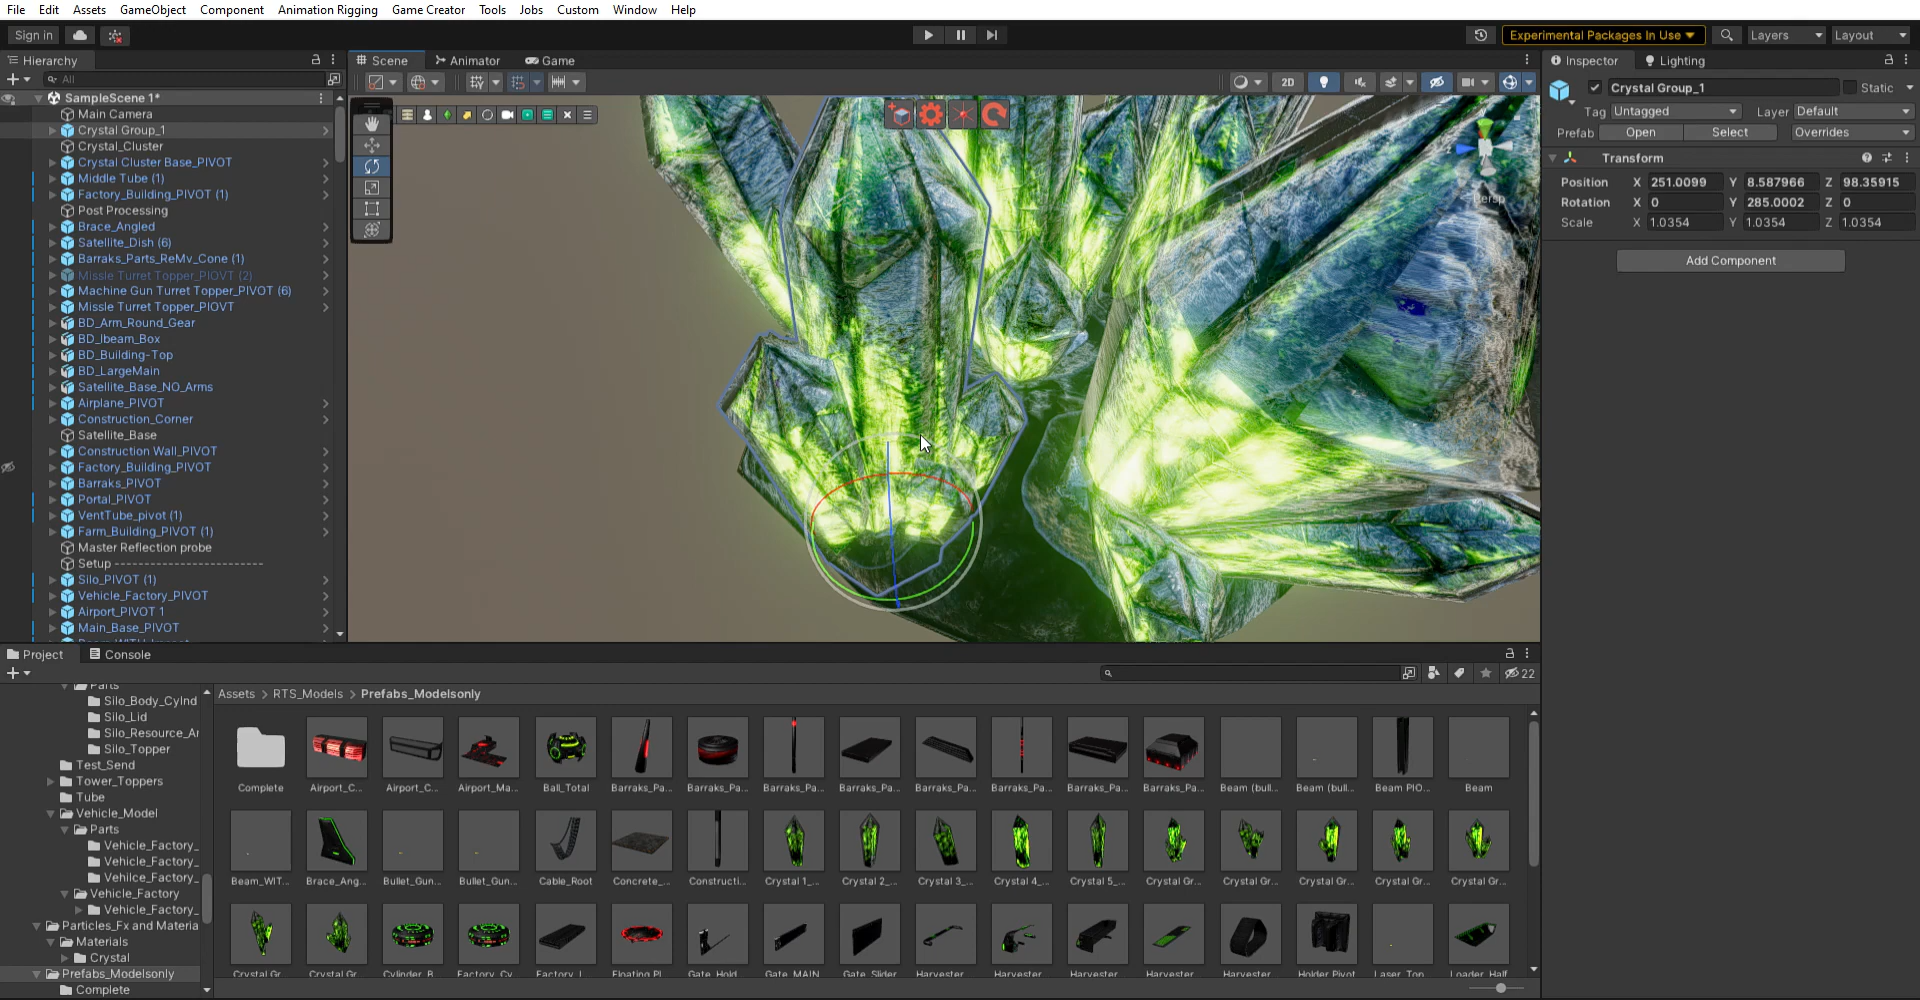 File Edit Assets GameObject Component Animation Rigging Game Creator Tools Jobs Custom Window Help
Sign in
Experimental Packages In Use
Layers
Layout
Hierarchy
All
SampleScene 1*
Main Camera
Crystal Group_1
Crystal_Cluster
Crystal Cluster Base_PIVOT
Middle Tube (1)
Factory_Building_PIVOT (1)
Post Processing
Brace_Angled
Satellite_Dish (6)
Barraks_Parts_ReMv_Cone (1)
Missle Turret Topper_PIOVT (2)
Machine Gun Turret Topper_PIVOT (6)
Missle Turret Topper_PIOVT
BD_Arm_Round_Gear
BD_Ibeam_Box
BD_Building-Top
BD_LargeMain
Satellite_Base_NO_Arms
Airplane_PIVOT
Construction_Corner
Satellite_Base
Construction Wall_PIVOT
Factory_Building_PIVOT
Barraks_PIVOT
Portal_PIVOT
VentTube_pivot (1)
Farm_Building_PIVOT (1)
Master Reflection probe
Setup -------------------------
Silo_PIVOT (1)
Vehicle_Factory_PIVOT
Airport_PIVOT 1
Main_Base_PIVOT
Scene Animator Game
2D
Persp
Inspector Lighting
Crystal Group_1 Static
Tag Untagged Layer Default
Prefab Open Select Overrides
Transform
Position X 251.0099 Y 8.587966 Z 98.35915
Rotation X 0 Y 285.0002 Z 0
Scale X 1.0354 Y 1.0354 Z 1.0354
Add Component
Project Console
22
Parts
Silo_Body_Cylnd
Silo_Lid
Silo_Resource_Ar
Silo_Topper
Test_Send
Tower_Toppers
Tube
Vehicle_Model
Parts
Vehicle_Factory_
Vehicle_Factory_
Vehilce_Factory_
Vehicle_Factory
Vehicle_Factory_
Particles_Fx and Materia
Materials
Crystal
Prefabs_Modelsonly
Complete
Assets > RTS_Models > Prefabs_Modelsonly
Complete Airport_C... Airport_C... Airport_Ma... Ball_Total Barraks_Pa... Barraks_Pa... Barraks_Pa... Barraks_Pa... Barraks_Pa... Barraks_Pa... Barraks_Pa... Barraks_Pa... Beam (bull... Beam (bull... Beam PIO... Beam
Beam_WIT... Brace_Ang... Bullet_Gun... Bullet_Gun... Cable_Root Concrete_... Constructi... Crystal 1_... Crystal 2_... Crystal 3_... Crystal 4_... Crystal 5_... Crystal Gr... Crystal Gr... Crystal Gr... Crystal Gr... Crystal Gr...
Crystal Gr... Crystal Gr... Cylinder_B... Factory_Cy... Factory_I... Floating Pl... Gate_Hold... Gate_MAIN Gate_Slider Harvester... Harvester... Harvester... Harvester... Harvester... Holder Pivot Laser_Top... Loader_Half